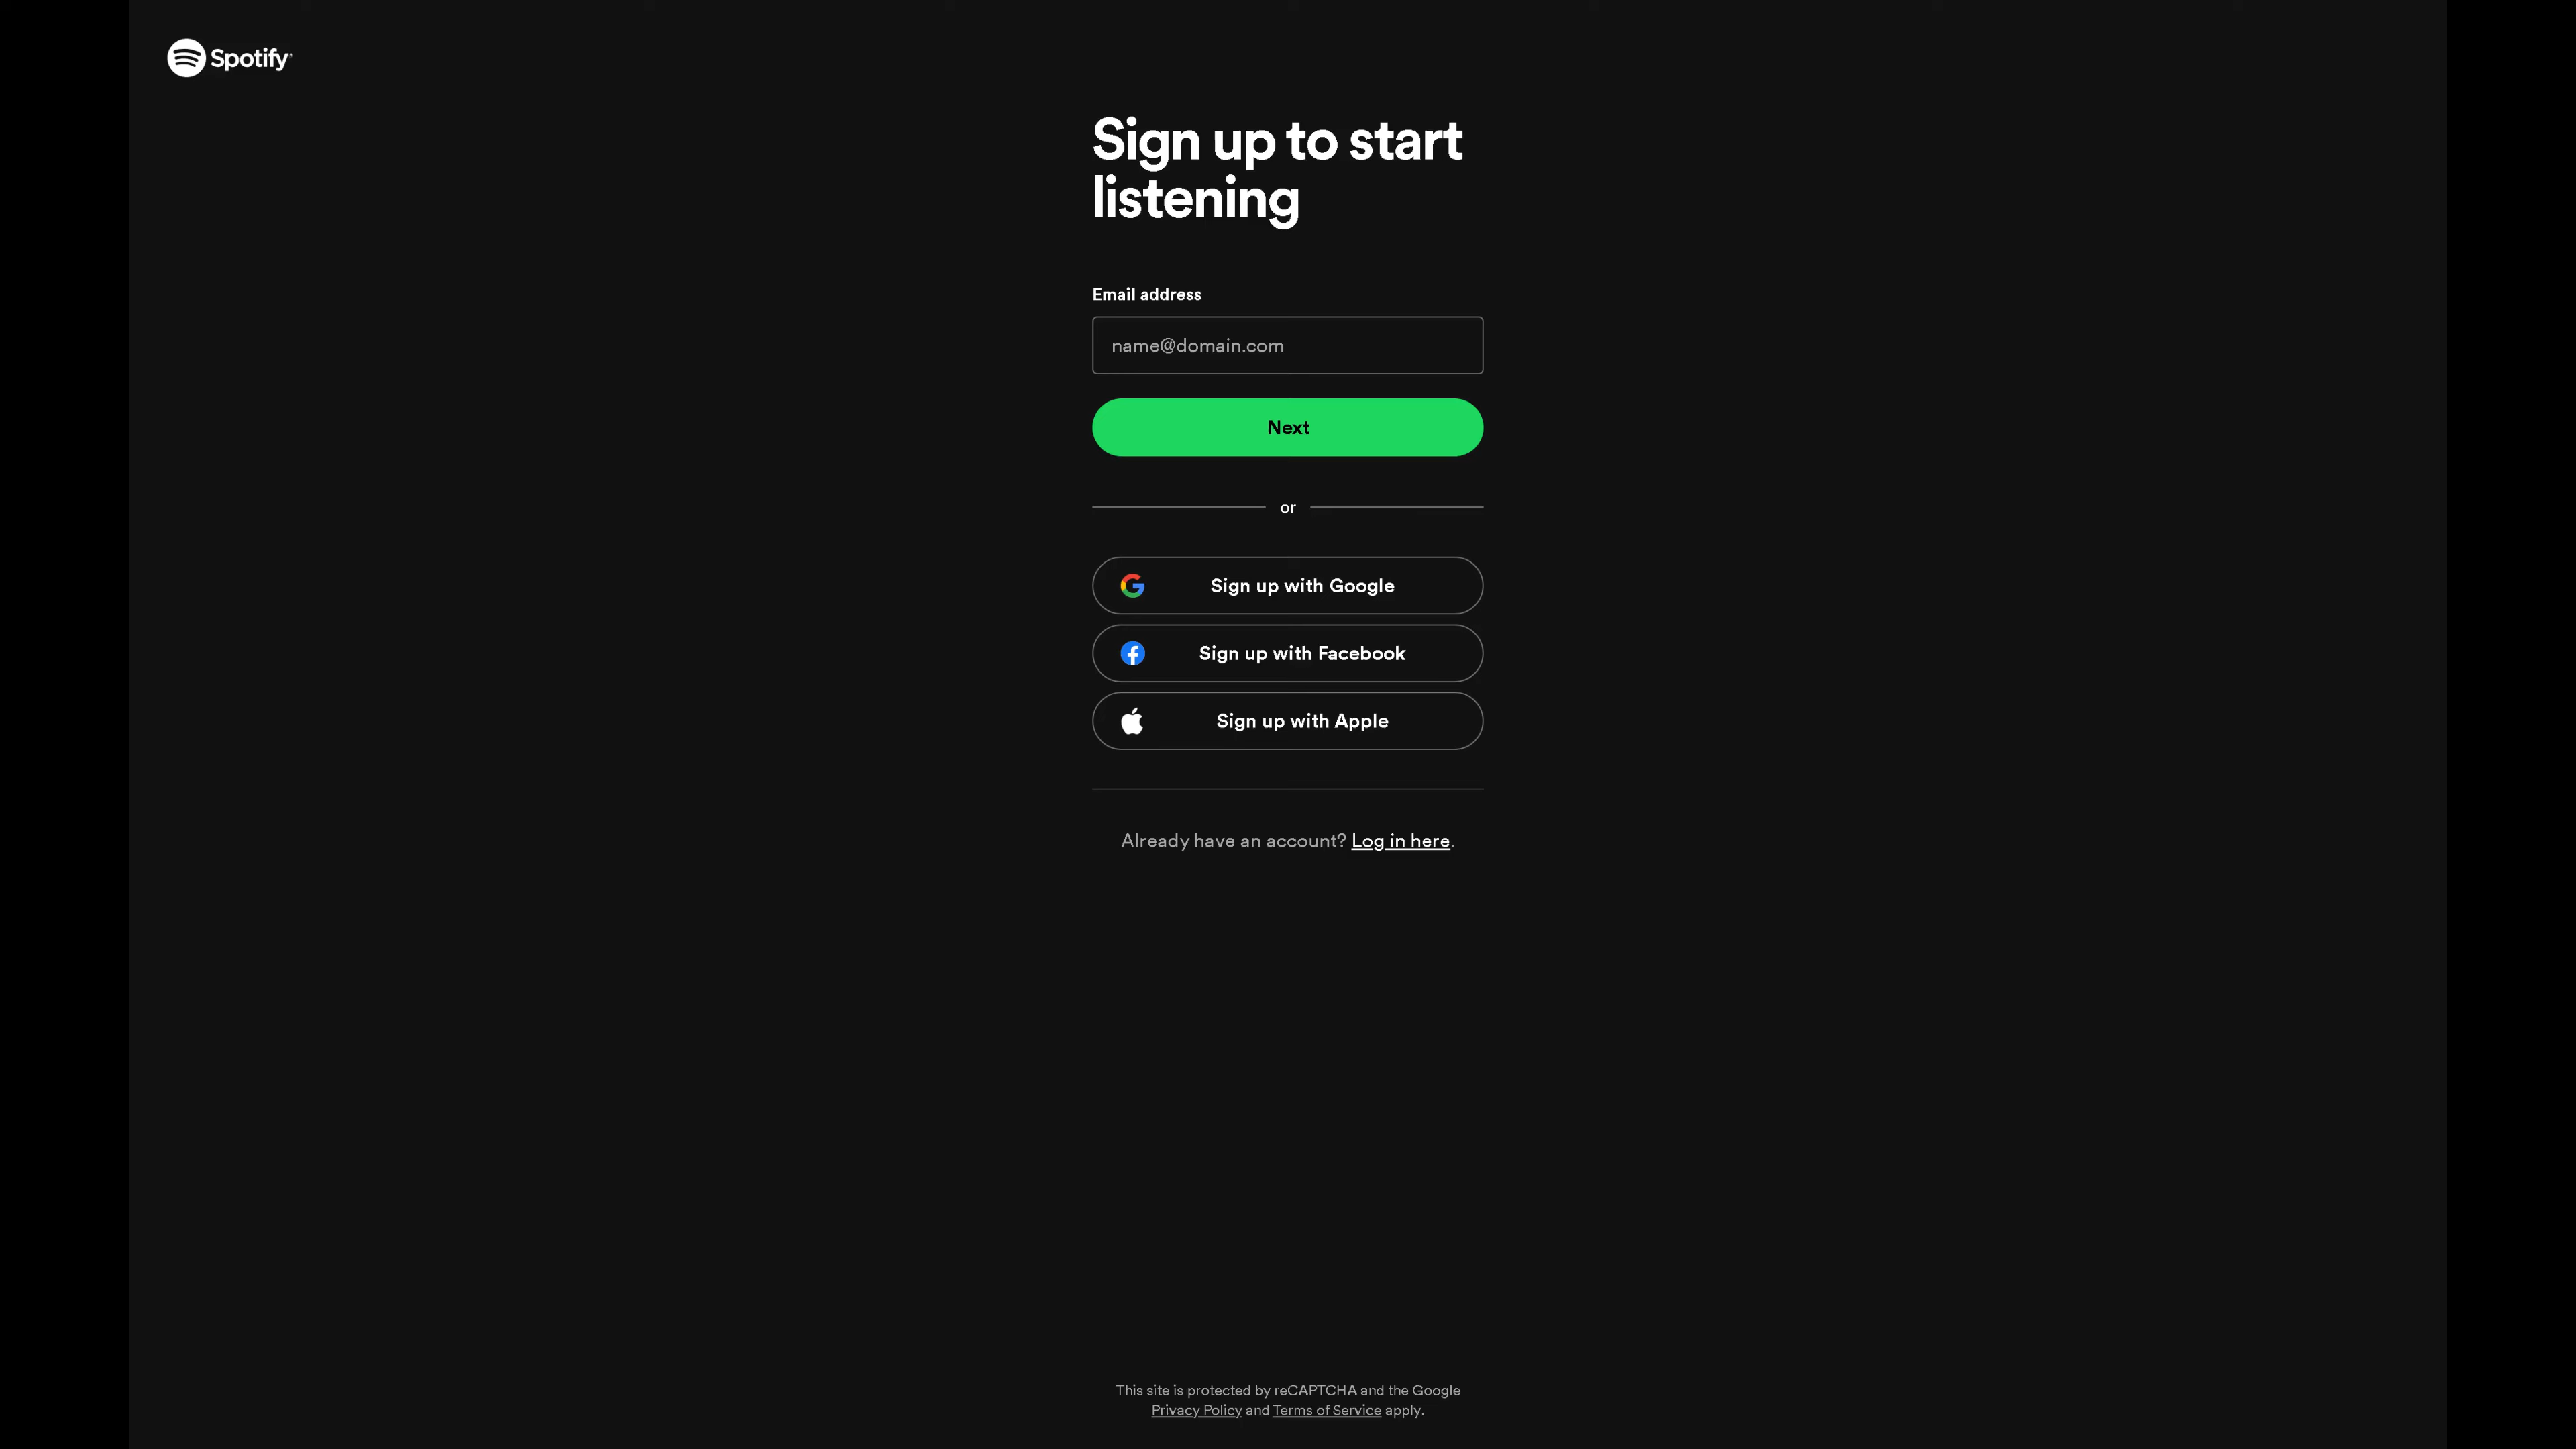 Spotify
Sign up to start
listening
Email address
name@domain.com
Next
or
Sign up with Google
Sign up with Facebook
Sign up with Apple
Already have an account? Log in here.
This site is protected by reCAPTCHA and the Google
Privacy Policy and Terms of Service apply.